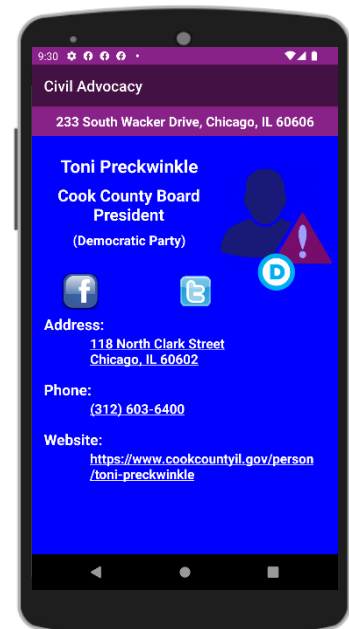 9:30
Civil Advocacy
233 South Wacker Drive, Chicago, IL 60606
Toni Preckwinkle
Cook County Board
President
(Democratic Party)
!
D
f
t
Address:
118 North Clark Street
Chicago, IL 60602
Phone:
(312) 603-6400
Website:
https://www.cookcountyil.gov/person
/toni-preckwinkle